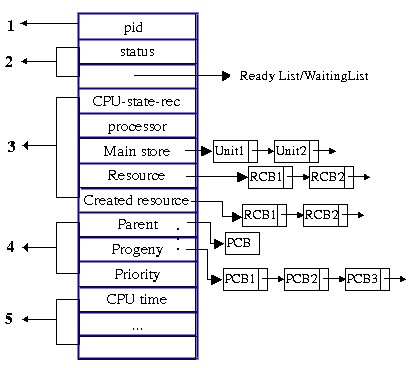 1 pid
2 status
Ready List/WaitingList
3 CPU-state-rec
processor
Main store Unit1 Unit2
Resource RCB1 RCB2
Created resource RCB1 RCB2
4 Parent PCB
Progeny
Priority PCB1 PCB2 PCB3
5 CPU time
...